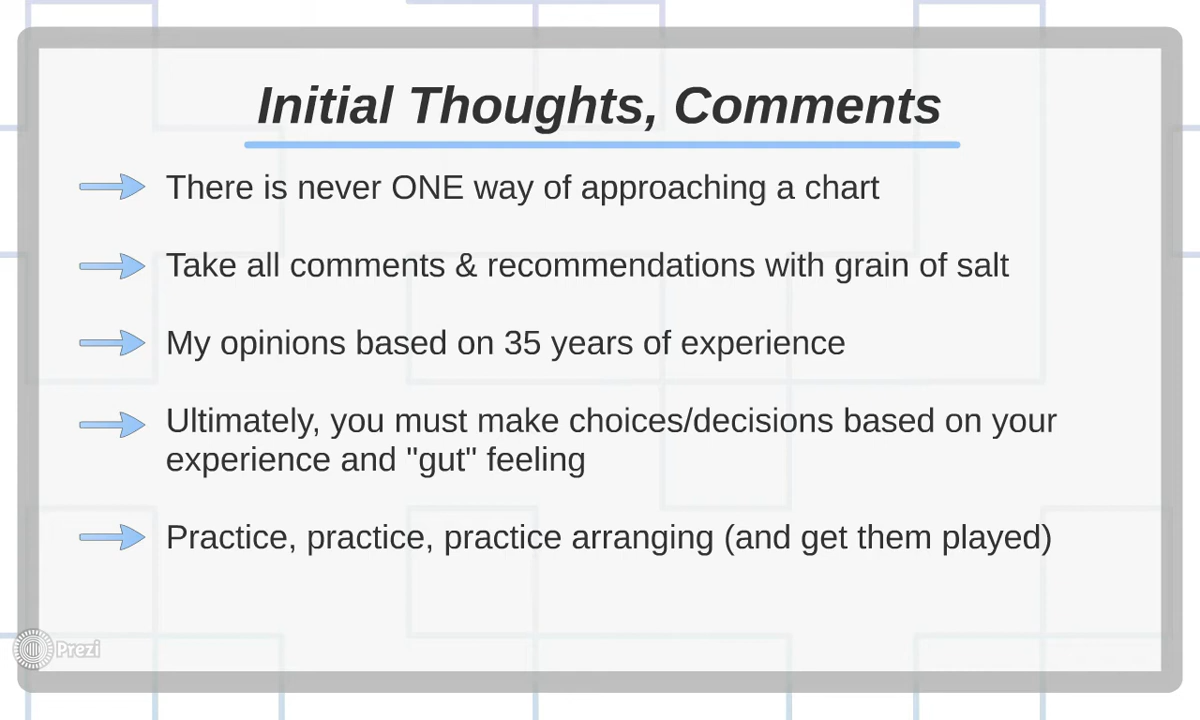 Initial Thoughts, Comments
There is never ONE way of approaching a chart
Take all comments & recommendations with grain of salt
My opinions based on 35 years of experience
Ultimately, you must make choices/decisions based on your
experience and "gut" feeling
Practice, practice, practice arranging (and get them played)
Prezi